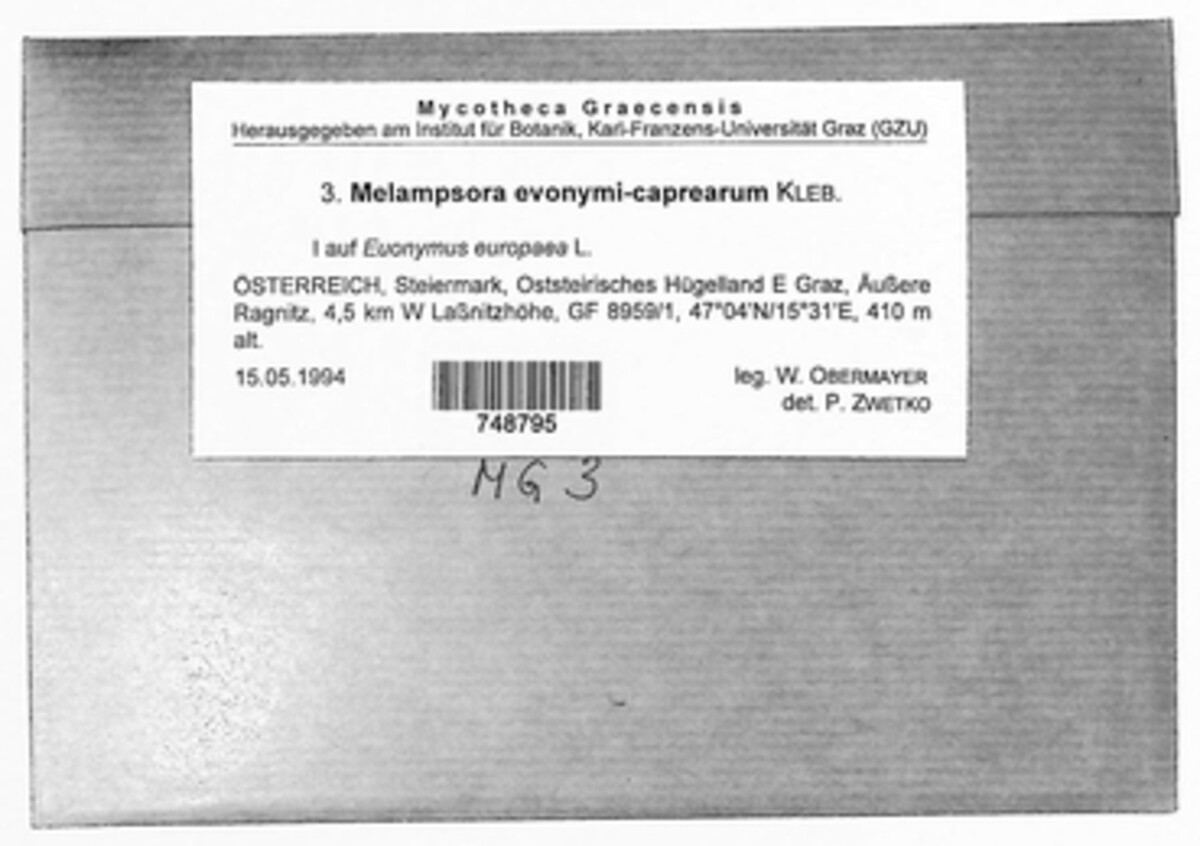 Mycotheca Graecensis
Herausgegeben am Institut für Botanik, Karl-Franzens-Universität Graz (GZU)
3. Melampsora evonymi-caprearum KLEB.
I auf Euonymus europaea L.
ÖSTERREICH, Steiermark, Oststeirisches Hügelland E Graz, Äußere
Ragnitz, 4,5 km W Laßnitzhöhe, GF 8959/1, 47°04'N/15°31'E, 410 m
alt.
15.05.1994
leg. W. OBERMAYER
det. P. ZWETKO
748795
MG 3